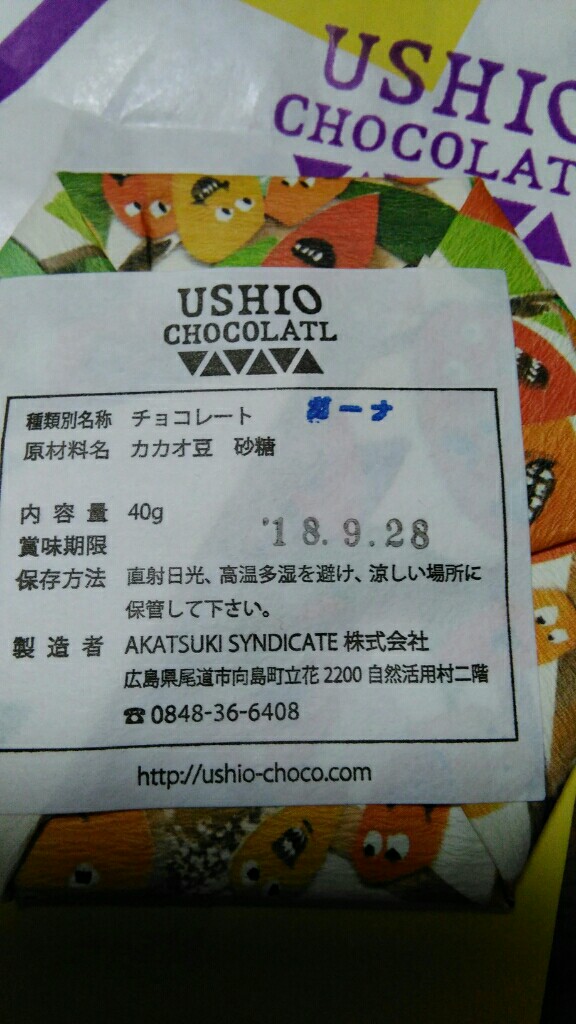 USHIO
CHOCOLATL
USHIO
CHOCOLATL
種類別名称 チョコレート ガーナ
原材料名 カカオ豆 砂糖
内容量 40g
賞味期限 '18.9.28
保存方法 直射日光、高温多湿を避け、涼しい場所に
保管して下さい。
製造者 AKATSUKI SYNDICATE 株式会社
広島県尾道市向島町立花 2200 自然活用村二階
☎ 0848-36-6408
http://ushio-choco.com